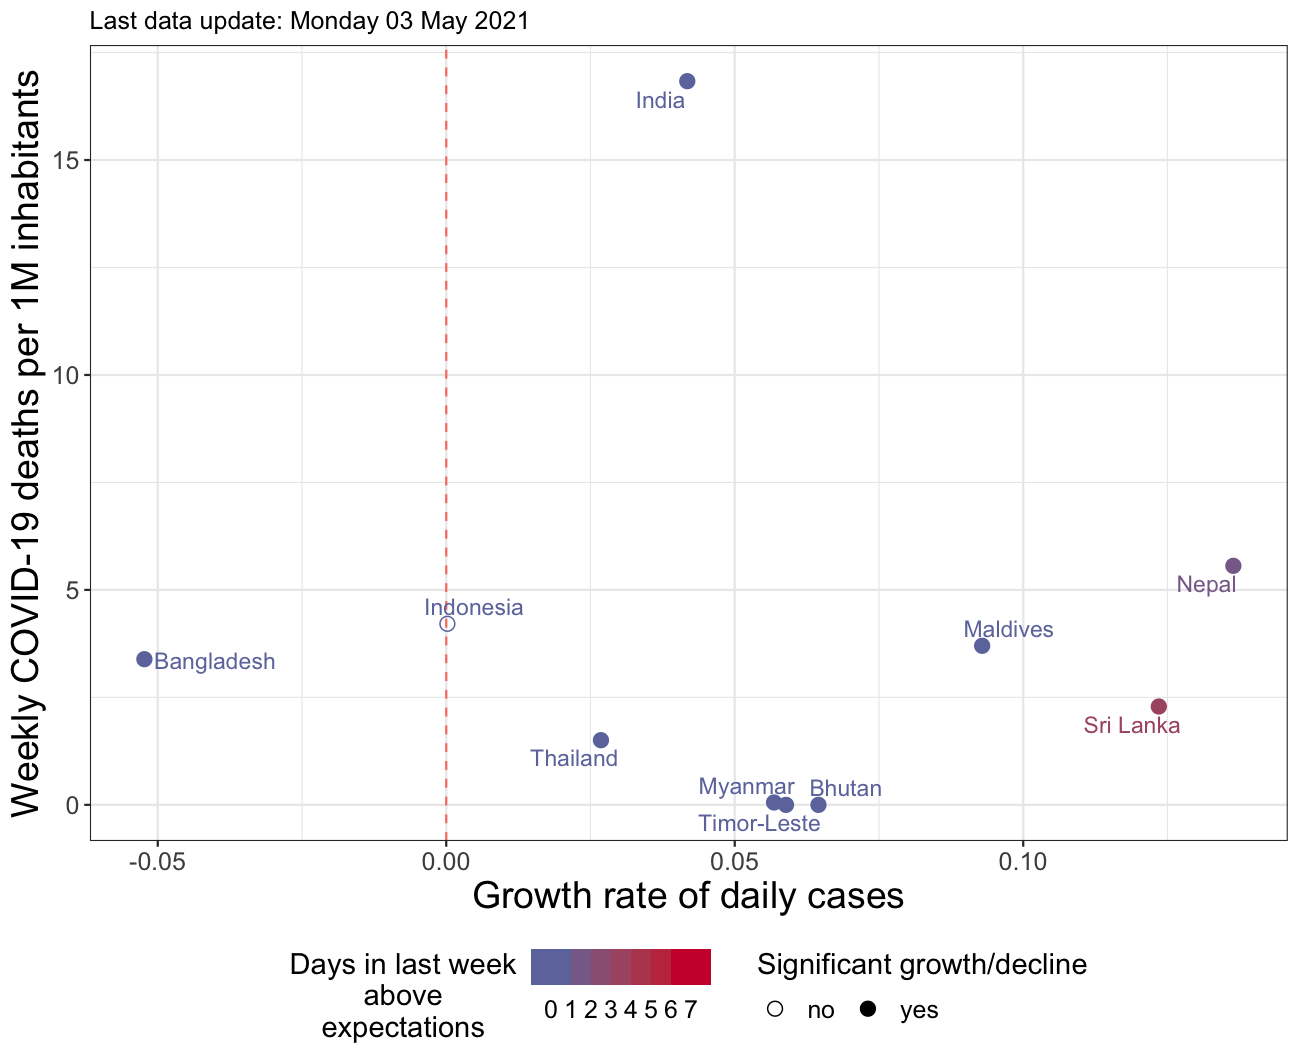 Last data update: Monday 03 May 2021
Weekly COVID-19 deaths per 1M inhabitants
15
10
5
0
India
Nepal
Indonesia
Maldives
Bangladesh
Sri Lanka
Thailand
Myanmar
Bhutan
Timor-Leste
-0.05
0.00
0.05
0.10
Growth rate of daily cases
Days in last week
above
expectations
0 1 2 3 4 5 6 7
Significant growth/decline
no
yes